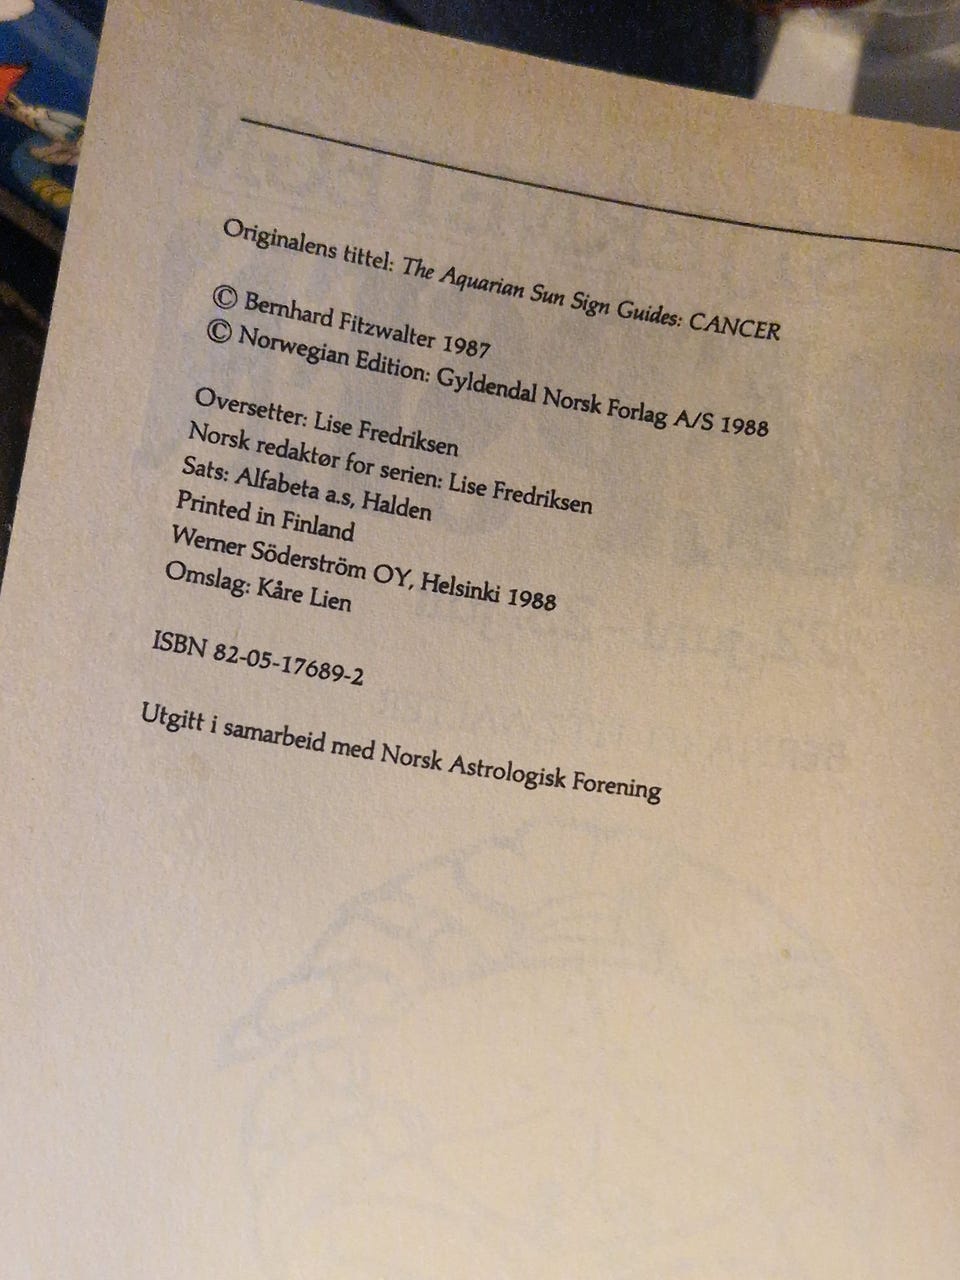 Originalens tittel: The Aquarian Sun Sign Guides: CANCER
© Bernhard Fitzwalter 1987
© Norwegian Edition: Gyldendal Norsk Forlag A/S 1988
Oversetter: Lise Fredriksen
Norsk redaktør for serien: Lise Fredriksen
Sats: Alfabeta a.s, Halden
Printed in Finland
Werner Söderström OY, Helsinki 1988
Omslag: Kåre Lien
ISBN 82-05-17689-2
Utgitt i samarbeid med Norsk Astrologisk Forening